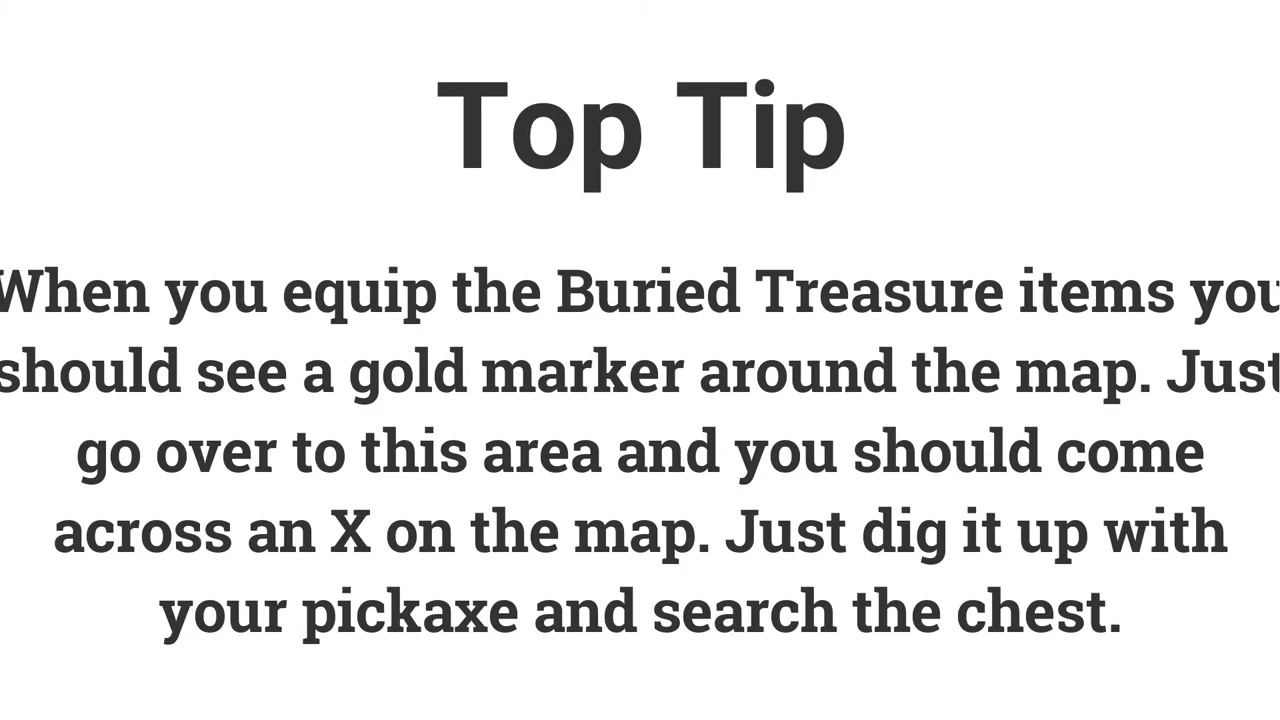 Top Tip
When you equip the Buried Treasure items you
should see a gold marker around the map. Just
go over to this area and you should come
across an X on the map. Just dig it up with
your pickaxe and search the chest.